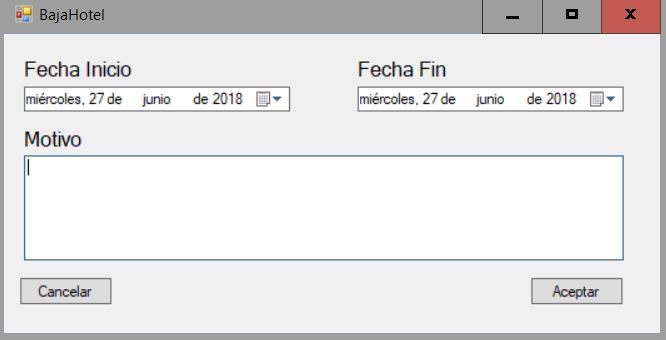 BajaHotel
Fecha Inicio Fecha Fin
miércoles, 27 de junio de 2018 miércoles, 27 de junio de 2018
Motivo
Cancelar Aceptar